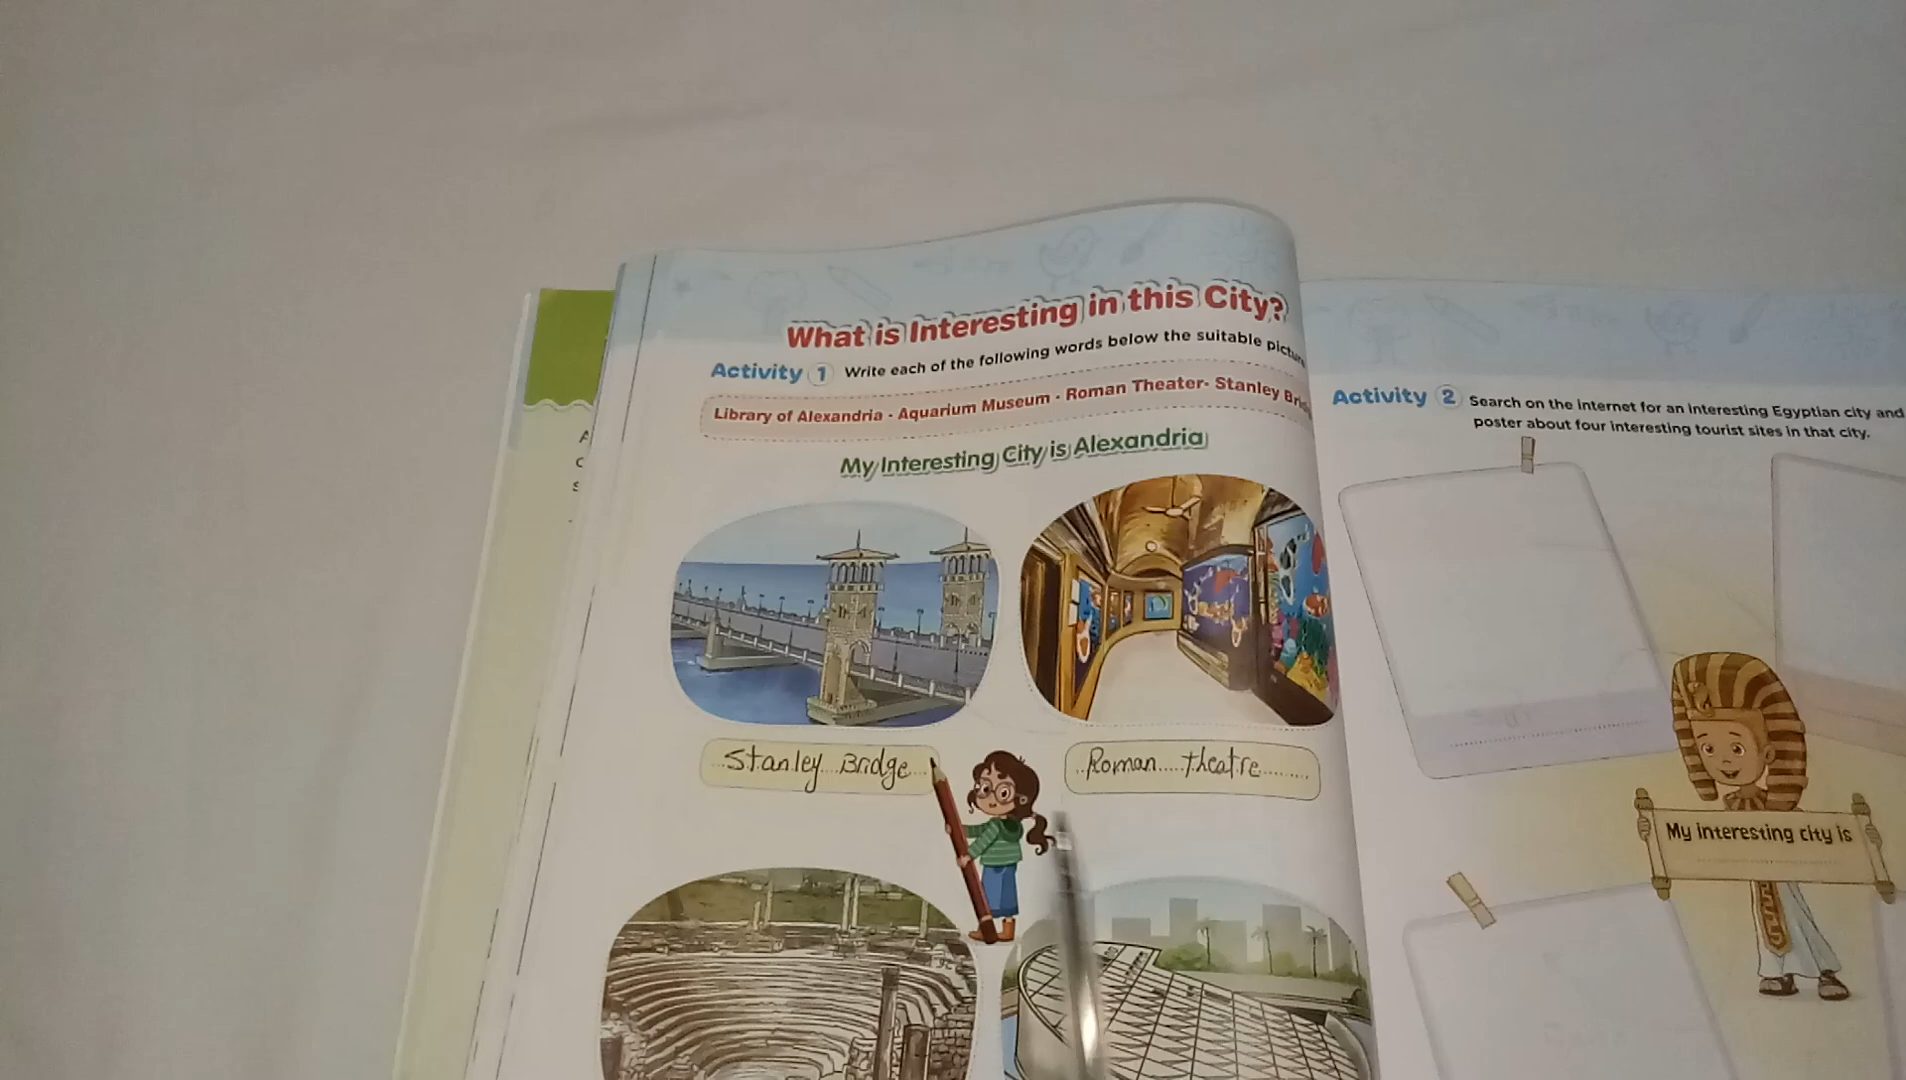 What is Interesting in this City?
Activity 1 Write each of the following words below the suitable
Library of Alexandria - Aquarium Museum - Roman Theater- Stanley
My Interesting City is Alexandria
Stanley Bridge
Roman theatre
Activity 2 Search on the internet for an interesting Egyptian city and
poster about four interesting tourist sites in that city.
My interesting city is